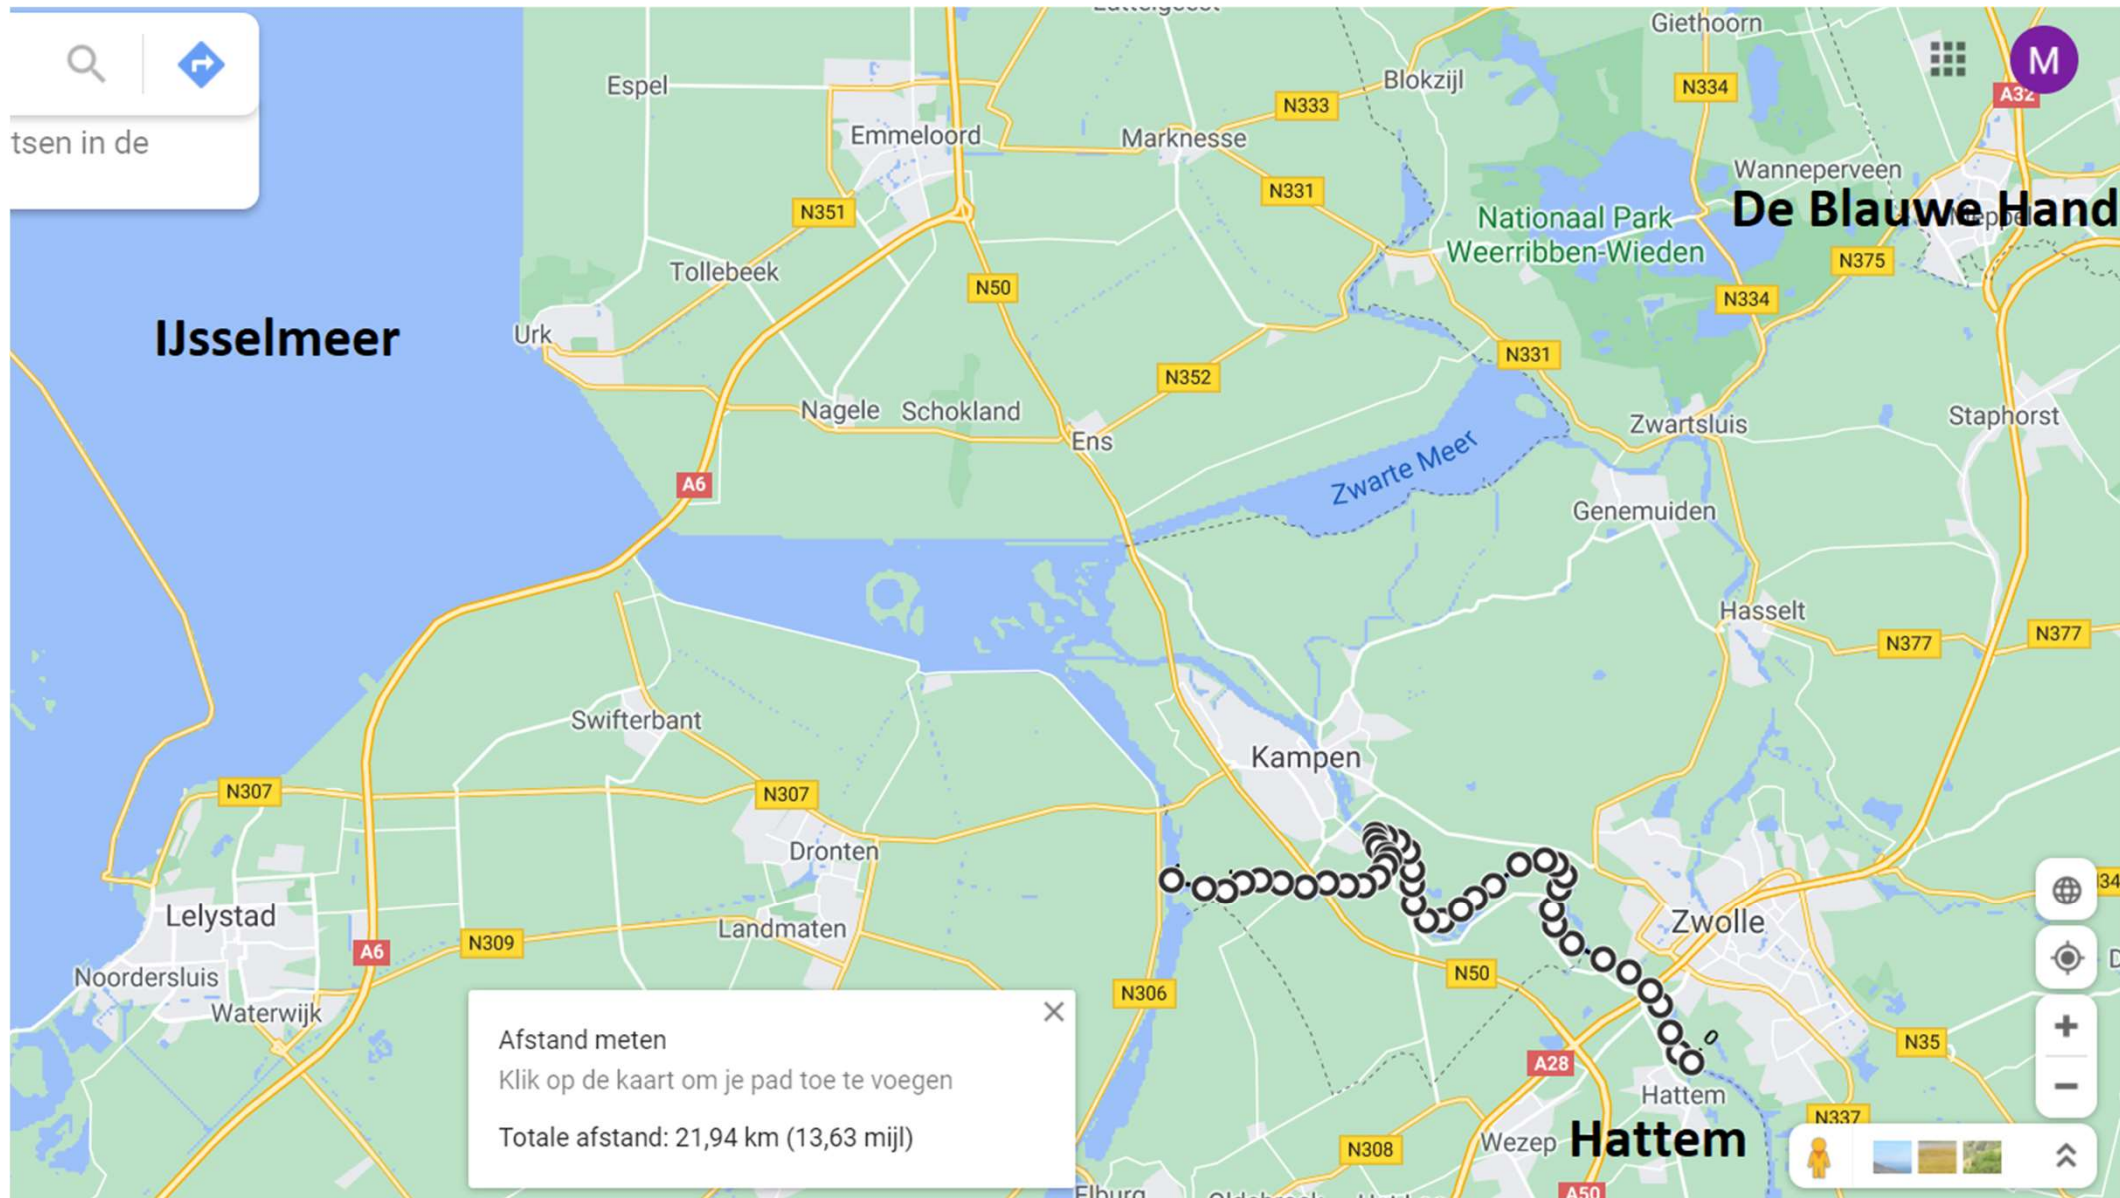 Giethoorn
M
tsen in de
Espel
Blokzijl
N334
A32
N333
Emmeloord
Marknesse
Wanneperveen
N331
N351
Nationaal Park
Weerribben-Wieden
De Blauwe Hand
Tollebeek
N50
N375
N334
IJsselmeer
Urk
N331
N352
Nagele
Schokland
Ens
Zwartsluis
Staphorst
Zwarte Meer
A6
Genemuiden
Hasselt
N377
N377
Swifterbant
Kampen
N307
N307
Dronten
Lelystad
Zwolle
Landmaten
N309
A6
Noordersluis
N50
N306
Waterwijk
Afstand meten
Klik op de kaart om je pad toe te voegen
Totale afstand: 21,94 km (13,63 mijl)
0
N35
A28
Hattem
N337
Wezep
Hattem
N308
A50
Elburg